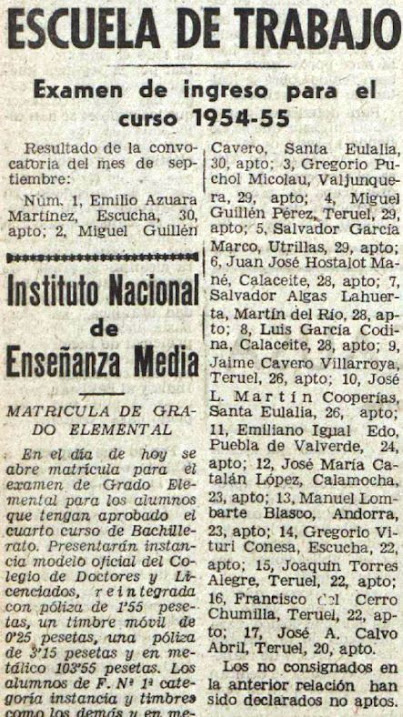 ESCUELA DE TRABAJO
Examen de ingreso para el
curso 1954-55
Resultado de la convo-
catoria del mes de sep-
tiembre:
Núm. 1, Emilio Azuara
Martínez, Escucha, 30,
apto; 2, Miguel Guillén
Cavero, Santa Eulalia,
30, apto; 3, Gregorio Pu-
chol Micolau, Valjunque-
ra, 29, apto; 4, Miguel
Guillén Pérez, Teruel, 29,
apto; 5, Salvador García
Marco, Utrillas, 29, apto;
6, Juan José Hostalot Ma-
né, Calaceite, 28, apto; 7,
Salvador Algas Lahuer-
ta, Martín del Río, 28, ap-
to; 8, Luis García Codi-
na, Calaceite, 28, apto; 9,
Jaime Cavero Villarroya,
Teruel, 26, apto; 10, José
L. Martín Cooperías,
Santa Eulalia, 26, apto;
11, Emiliano Igual Edo,
Puebla de Valverde, 24,
apto; 12, José María Ca-
talán López, Calamocha,
23, apto; 13, Manuel Lom-
barte Blasco, Andorra,
23, apto; 14, Gregorio Vi-
turi Conesa, Escucha, 22,
apto; 15, Joaquín Torres
Alegre, Teruel, 22, apto;
16, Francisco del Cerro
Chumilla, Teruel, 22, ap-
to; 17, José A. Calvo
Abril, Teruel, 20, apto.
Los no consignados en
la anterior relación han
sido declarados no aptos.
Instituto Nacional
de
Enseñanza Media
MATRICULA DE GRA-
DO ELEMENTAL
En el día de hoy se
abre matrícula para el
examen de Grado Ele-
mental para los alumnos
que tengan aprobado el
cuarto curso de Bachille-
rato. Presentarán instan-
cia modelo oficial del Co-
legio de Doctores y Li-
cenciados, reintegrada
con póliza de 1'55 pese-
tas, un timbre móvil de
0'25 pesetas, una póliza
de 3'15 pesetas y en me-
tálico 103'55 pesetas. Los
alumnos de F. Nª 1ª cate-
goría instancia y timbres
como los demás y en me-